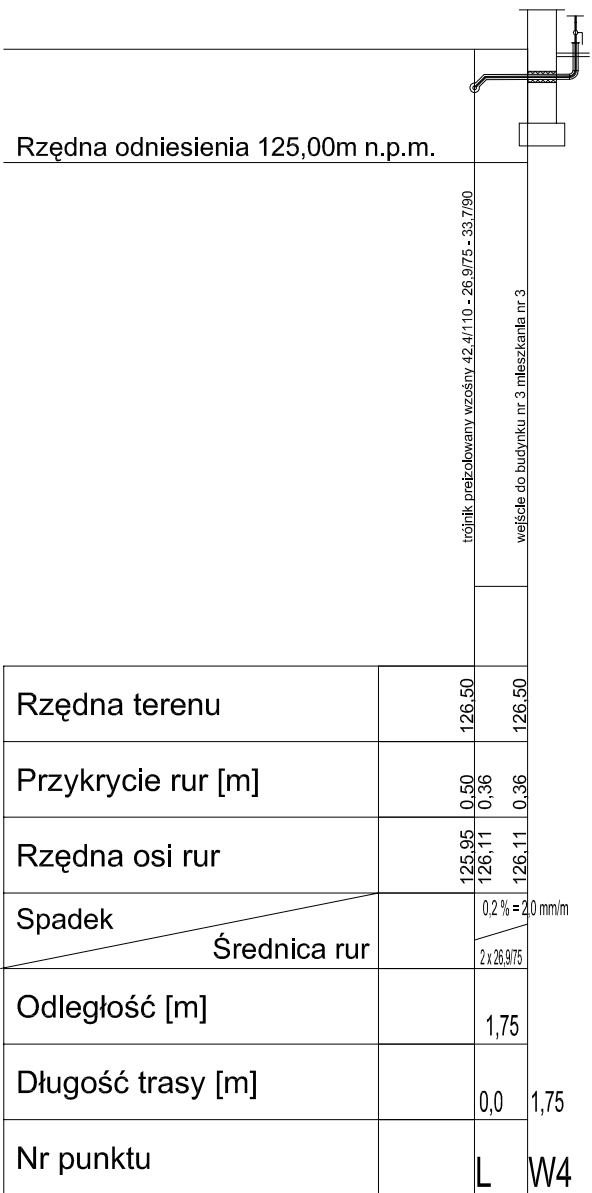 Rzędna odniesienia 125,00m n.p.m.
trójnik preizolowany wzośny 42,4/110 - 26,9/75 - 33,7/90
wejście do budynku nr 3 mieszkania nr 3
Rzędna terenu
126,50
126,50
Przykrycie rur [m]
0,50
0,36
0,36
Rzędna osi rur
125,95
126,11
126,11
Spadek
0,2 % = 2,0 mm/m
Średnica rur
2 x 26,9/75
Odległość [m]
1,75
Długość trasy [m]
0,0
1,75
Nr punktu
L
W4